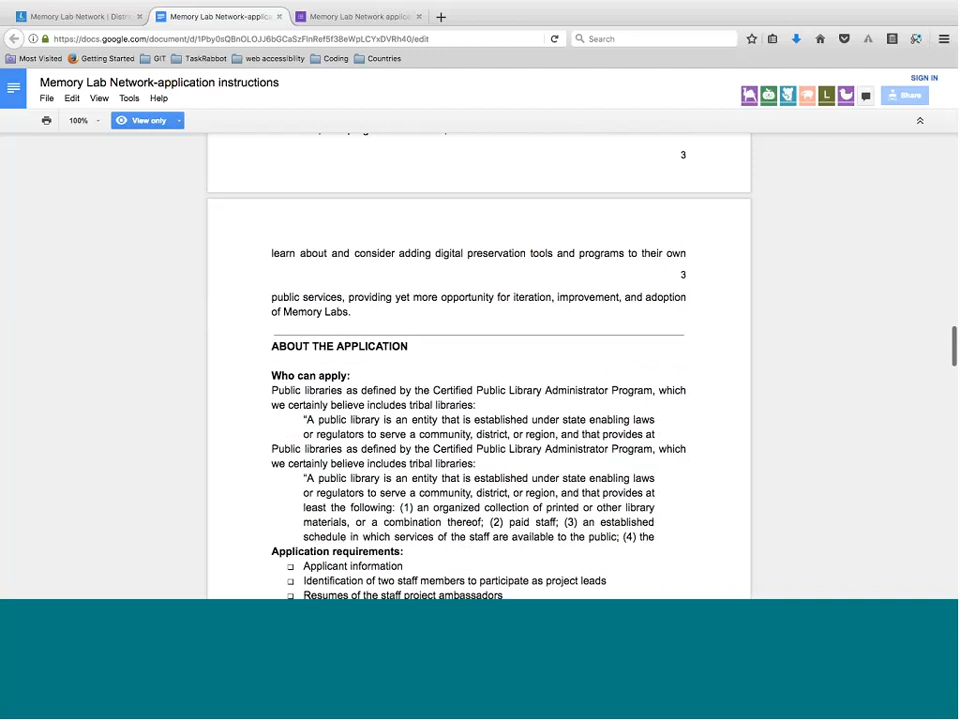 Memory Lab Network | Distri
Memory Lab Network-applica
Memory Lab Network applica
Search
Most Visited
Getting Started
GIT
TaskRabbot
web accessibility
Coding
Countries
Memory Lab Network-application instructions
SIGN IN
File Edit View Tools Help
L
Share
100%
View only
3
learn about and consider adding digital preservation tools and programs to their own
3
public services, providing yet more opportunity for iteration, improvement, and adoption
of Memory Labs.
ABOUT THE APPLICATION
Who can apply:
Public libraries as defined by the Certified Public Library Administrator Program, which
we certainly believe includes tribal libraries:
"A public library is an entity that is established under state enabling laws
or regulators to serve a community, district, or region, and that provides at
Public libraries as defined by the Certified Public Library Administrator Program, which
we certainly believe includes tribal libraries:
"A public library is an entity that is established under state enabling laws
or regulators to serve a community, district, or region, and that provides at
least the following: (1) an organized collection of printed or other library
materials, or a combination thereof; (2) paid staff; (3) an established
schedule in which services of the staff are available to the public; (4) the
Application requirements:
Applicant information
Identification of two staff members to participate as project leads
Resumes of the staff project ambassadors